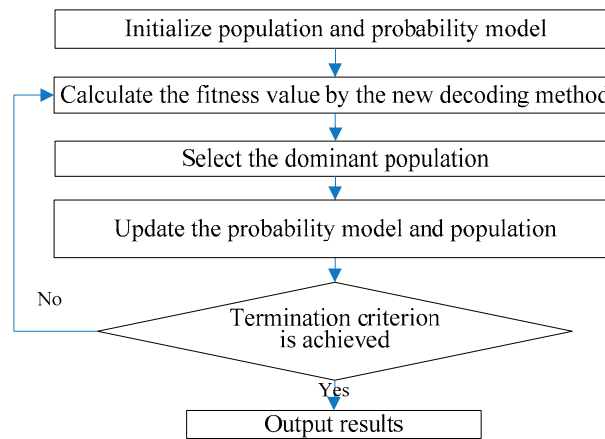 Initialize population and probability model
Calculate the fitness value by the new decoding method
Select the dominant population
Update the probability model and population
No
Termination criterion
is achieved
Yes
Output results